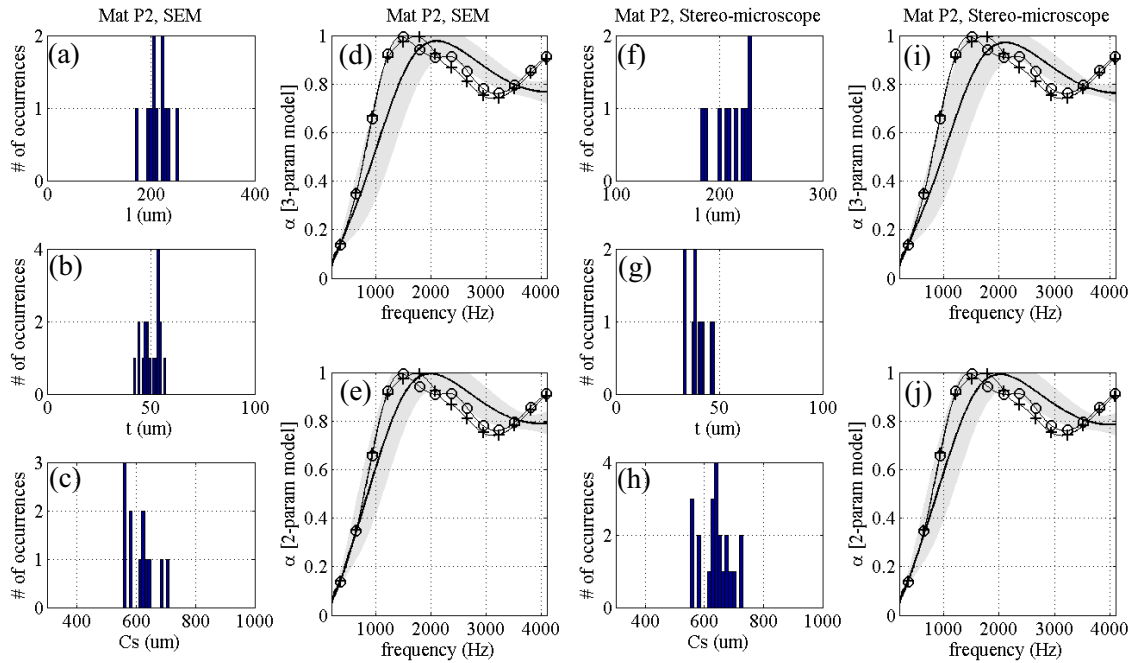 Mat P2, SEM
(a)
# of occurrences
2
1
0
0 200 400
l (um)
(b)
# of occurrences
4
2
0
0 50 100
t (um)
(c)
# of occurrences
3
2
1
0
400 600 800 1000
Cs (um)
Mat P2, SEM
(d)
α [3-param model]
1
0.8
0.6
0.4
0.2
0
1000 2000 3000 4000
frequency (Hz)
(e)
α [2-param model]
1
0.8
0.6
0.4
0.2
0
1000 2000 3000 4000
frequency (Hz)
Mat P2, Stereo-microscope
(f)
# of occurrences
2
1
0
100 200 300
l (um)
(g)
# of occurrences
2
1
0
0 50 100
t (um)
(h)
# of occurrences
4
2
0
400 600 800 1000
Cs (um)
Mat P2, Stereo-microscope
(i)
α [3-param model]
1
0.8
0.6
0.4
0.2
0
1000 2000 3000 4000
frequency (Hz)
(j)
α [2-param model]
1
0.8
0.6
0.4
0.2
0
1000 2000 3000 4000
frequency (Hz)